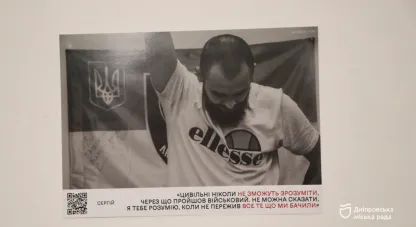 ellesse
СЕРГІЙ
«ЦИВІЛЬНІ НІКОЛИ НЕ ЗМОЖУТЬ ЗРОЗУМІТИ,
ЧЕРЕЗ ЩО ПРОЙШОВ ВІЙСЬКОВИЙ. НЕ МОЖНА СКАЗАТИ,
Я ТЕБЕ РОЗУМІЮ, КОЛИ НЕ ПЕРЕЖИВ ВСЕ ТЕ ЩО МИ БАЧИЛИ»
Дніпровська
міська рада